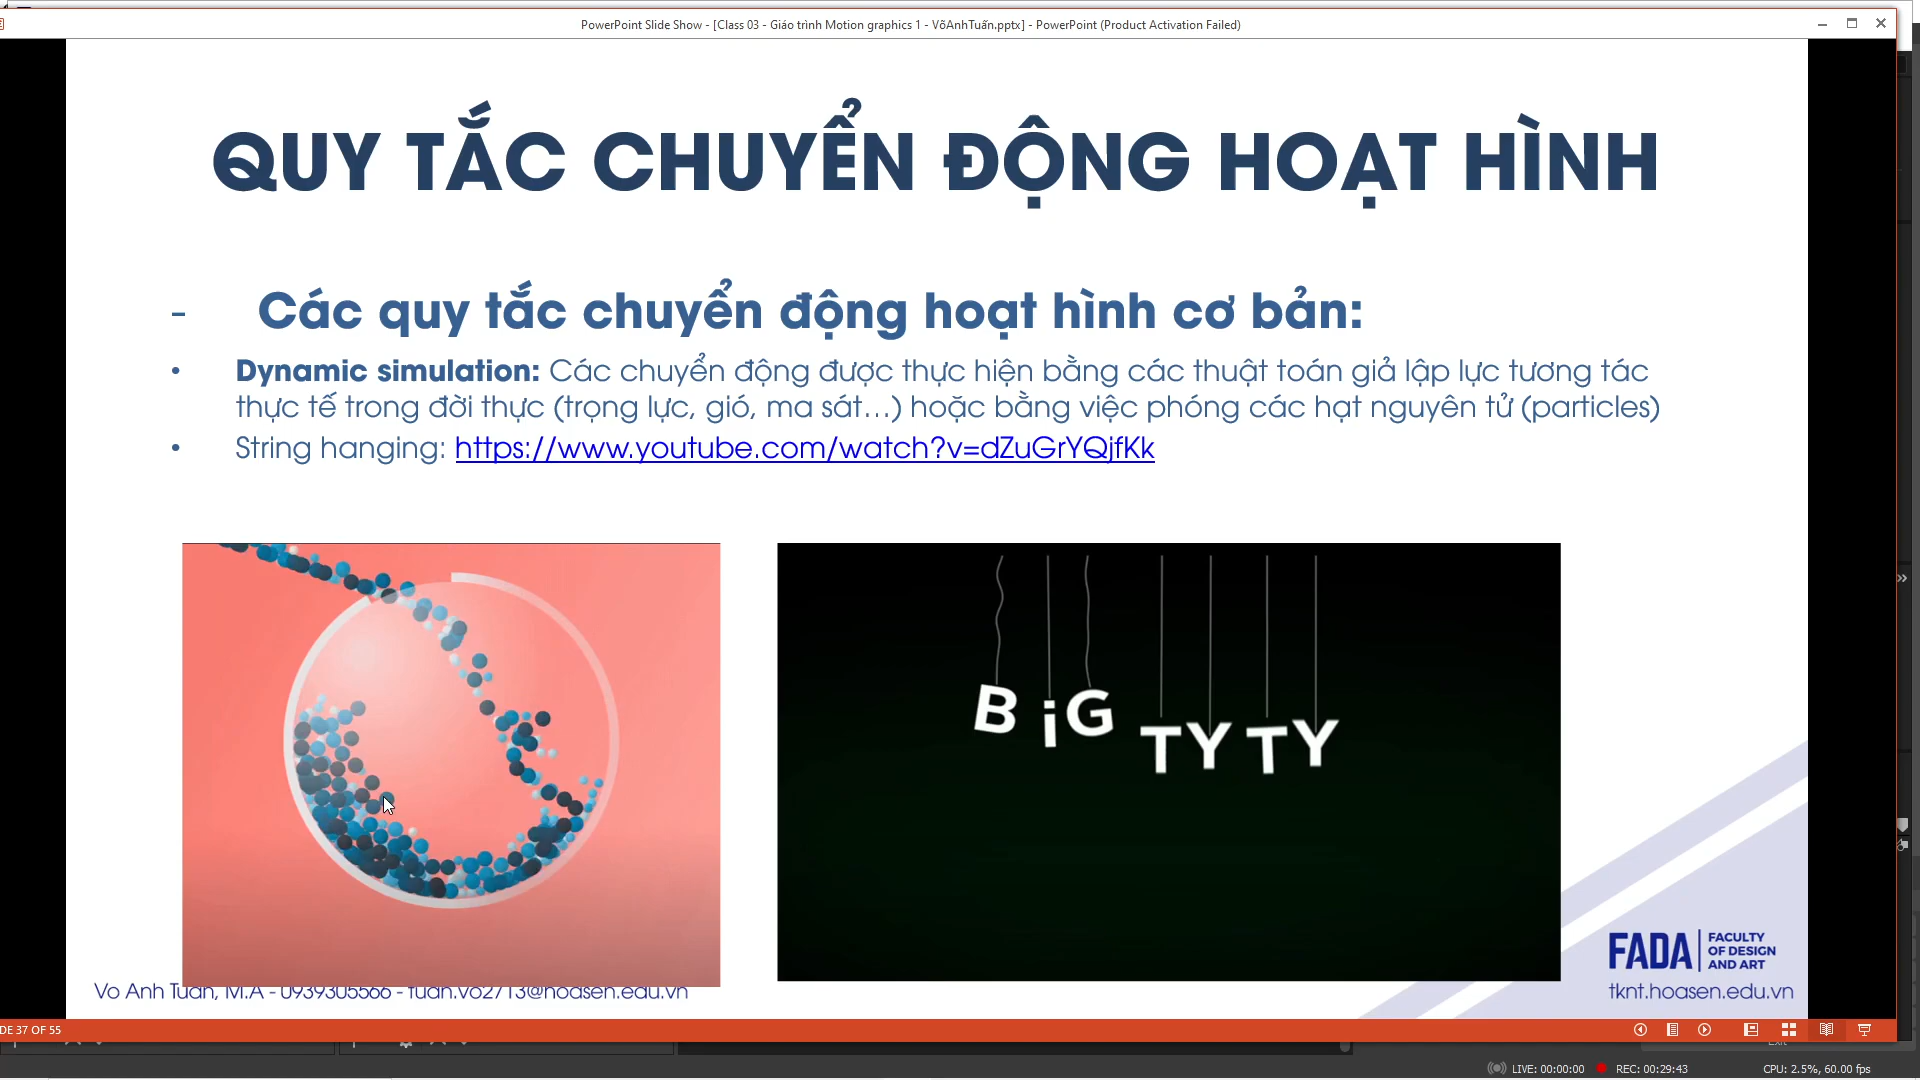 PowerPoint Slide Show - [Class 03 - Giáo trình Motion graphics 1 - VõAnhTuấn.pptx] - PowerPoint (Product Activation Failed)
QUY TẮC CHUYỂN ĐỘNG HOẠT HÌNH
- Các quy tắc chuyển động hoạt hình cơ bản:
• Dynamic simulation: Các chuyển động được thực hiện bằng các thuật toán giả lập lực tương tác
thực tế trong đời thực (trọng lực, gió, ma sát...) hoặc bằng việc phóng các hạt nguyên tử (particles)
• String hanging: https://www.youtube.com/watch?v=dZuGrYQjfKk
BiG TYTY
FADA FACULTY
OF DESIGN
AND ART
tknt.hoasen.edu.vn
Vo Anh Tuan, M.A - 0939305566 - tuan.vo2713@hoasen.edu.vn
DE 37 OF 55
LIVE: 00:00:00
REC: 00:29:43
CPU: 2.5%, 60.00 fps